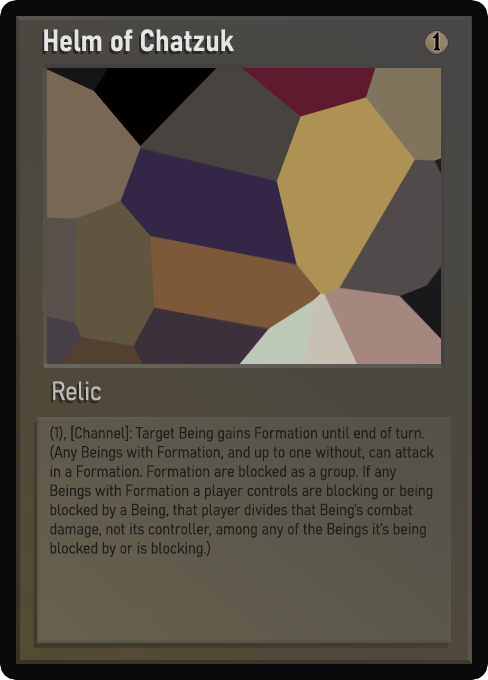 Helm of Chatzuk
1
Relic
(1), [Channel]: Target Being gains Formation until end of turn.
(Any Beings with Formation, and up to one without, can attack
in a Formation. Formation are blocked as a group. If any
Beings with Formation a player controls are blocking or being
blocked by a Being, that player divides that Being's combat
damage, not its controller, among any of the Beings it's being
blocked by or is blocking.)